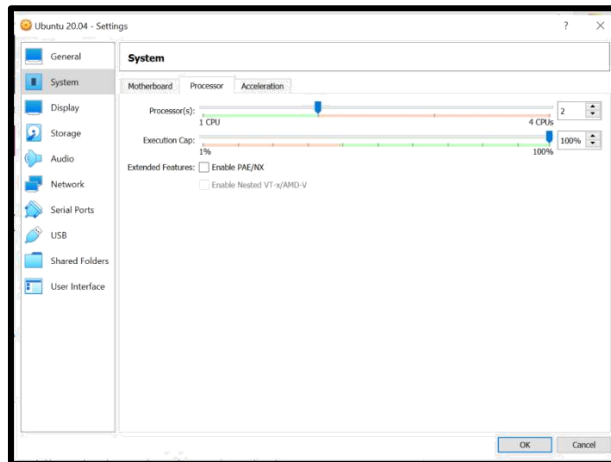 Ubuntu 20.04 - Settings ? ×
General
System
Display
Storage
Audio
Network
Serial Ports
USB
Shared Folders
User Interface
System
Motherboard Processor Acceleration
Processor(s): 2
1 CPU 4 CPUs
Execution Cap: 100%
1% 100%
Extended Features: Enable PAE/NX
Enable Nested VT-x/AMD-V
OK Cancel